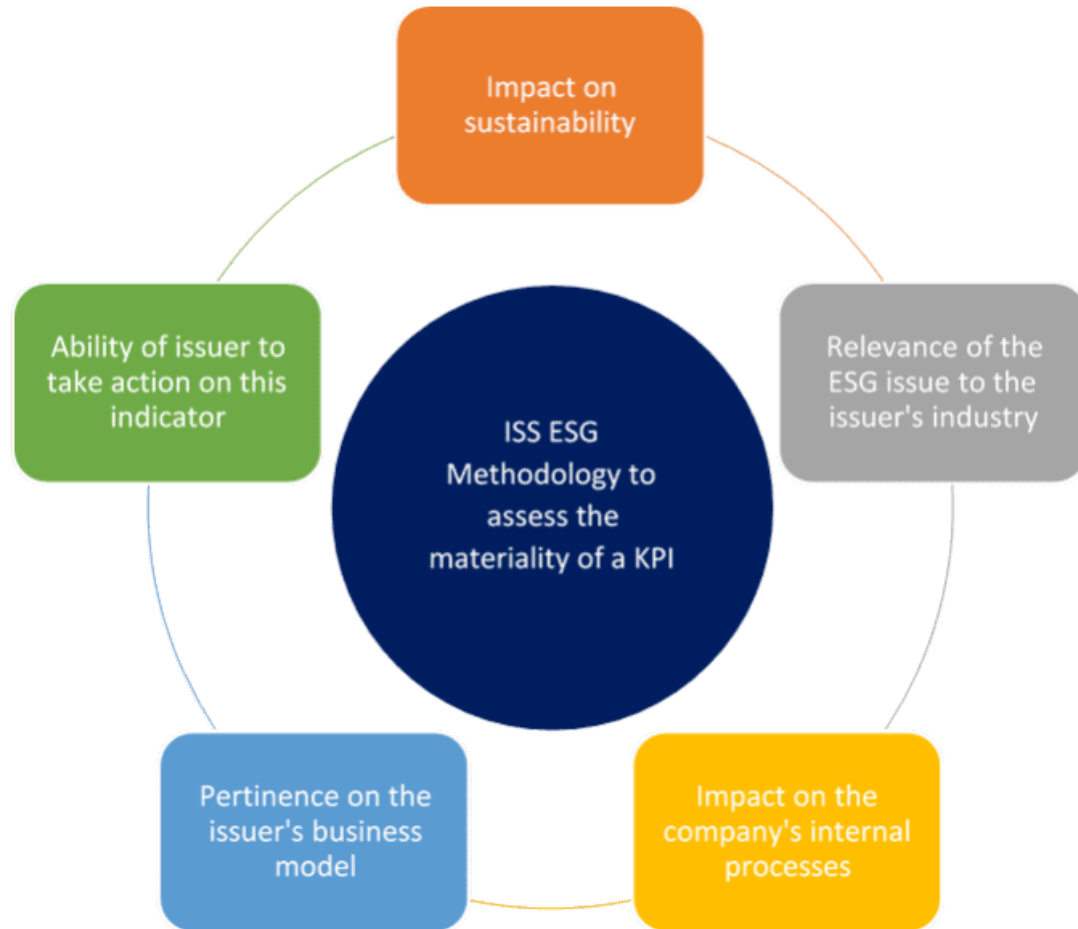 Impact on
sustainability
Relevance of the
ESG issue to the
issuer's industry
Impact on the
company's internal
processes
Pertinence on the
issuer's business
model
Ability of issuer to
take action on this
indicator
ISS ESG
Methodology to
assess the
materiality of a KPI